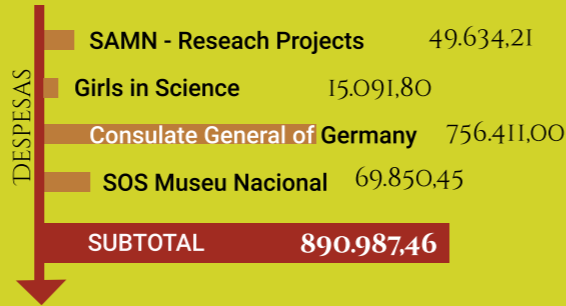 DESPESAS
SAMN - Reseach Projects 49.634,21
Girls in Science 15.091,80
Consulate General of Germany 756.411,00
SOS Museu Nacional 69.850,45
SUBTOTAL 890.987,46